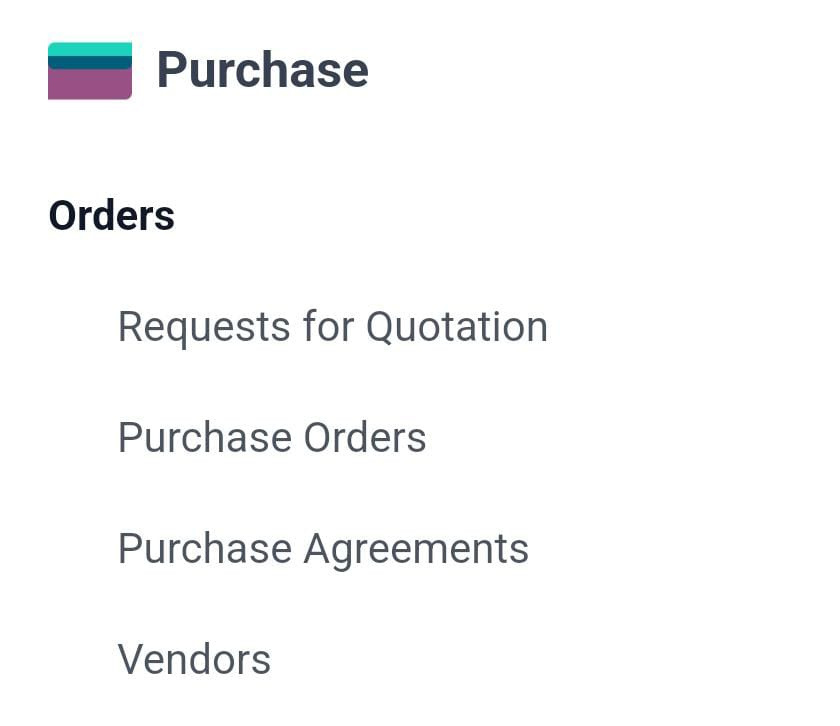 Purchase
Orders
Requests for Quotation
Purchase Orders
Purchase Agreements
Vendors